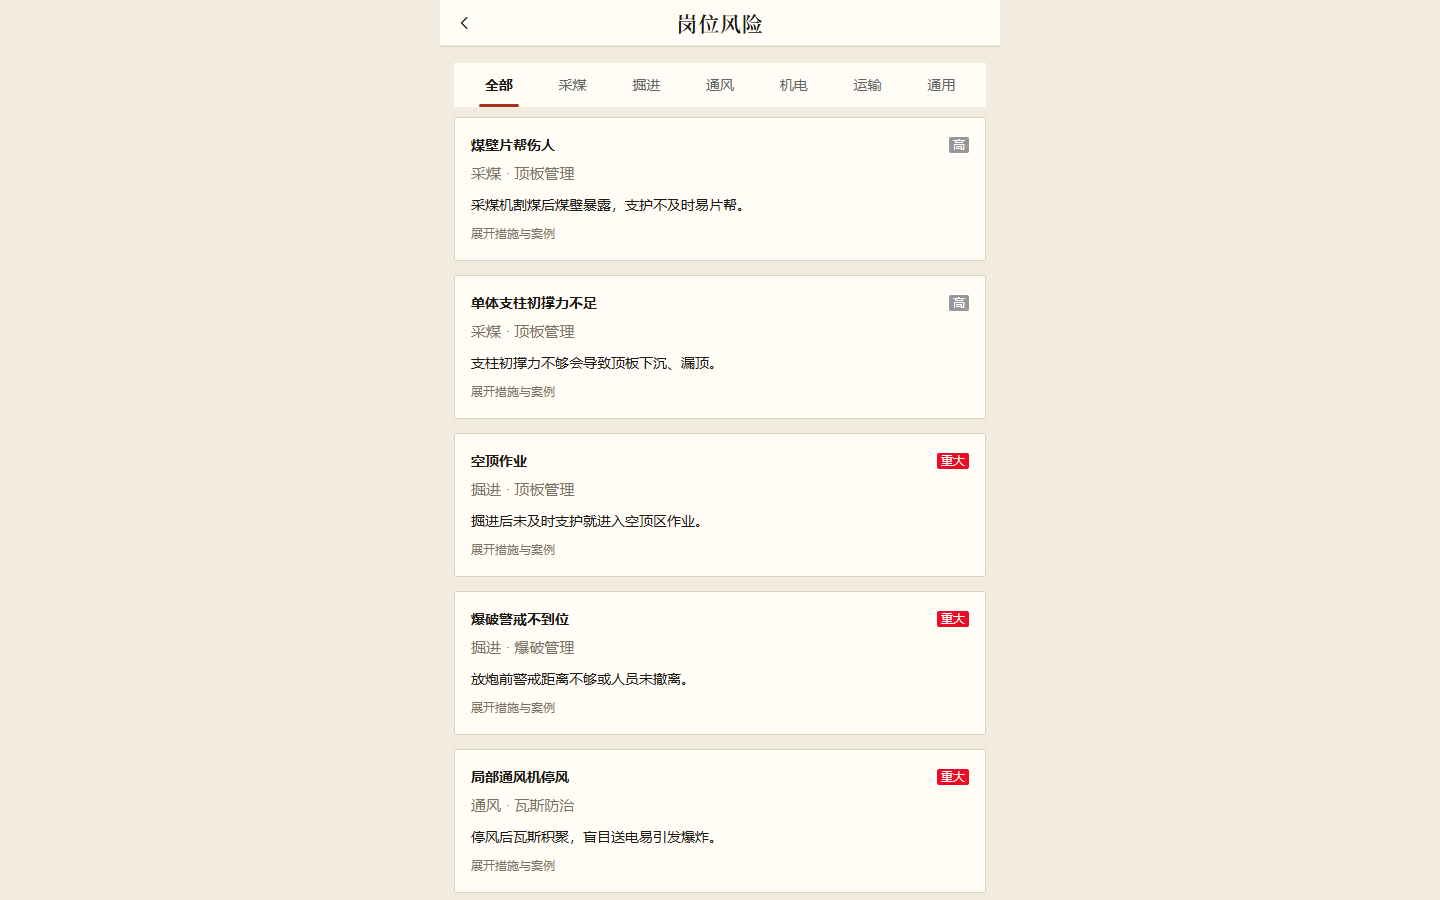 岗位风险
全部 采煤 掘进 通风 机电 运输 通用
煤壁片帮伤人 高
采煤 · 顶板管理
采煤机割煤后煤壁暴露，支护不及时易片帮。
展开措施与案例
单体支柱初撑力不足 高
采煤 · 顶板管理
支柱初撑力不够会导致顶板下沉、漏顶。
展开措施与案例
空顶作业 重大
掘进 · 顶板管理
掘进后未及时支护就进入空顶区作业。
展开措施与案例
爆破警戒不到位 重大
掘进 · 爆破管理
放炮前警戒距离不够或人员未撤离。
展开措施与案例
局部通风机停风 重大
通风 · 瓦斯防治
停风后瓦斯积聚，盲目送电易引发爆炸。
展开措施与案例